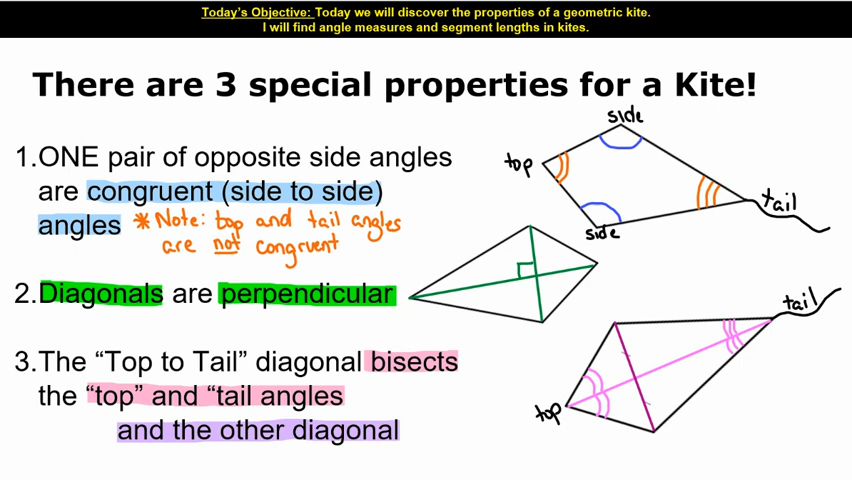 Today's Objective: Today we will discover the properties of a geometric kite.
I will find angle measures and segment lengths in kites.
There are 3 special properties for a Kite!
1.ONE pair of opposite side angles
are congruent (side to side)
angles *Note: top and tail angles
are not congruent
2.Diagonals are perpendicular
3.The “Top to Tail” diagonal bisects
the “top” and “tail angles
and the other diagonal
side
top
tail
side
tail
top